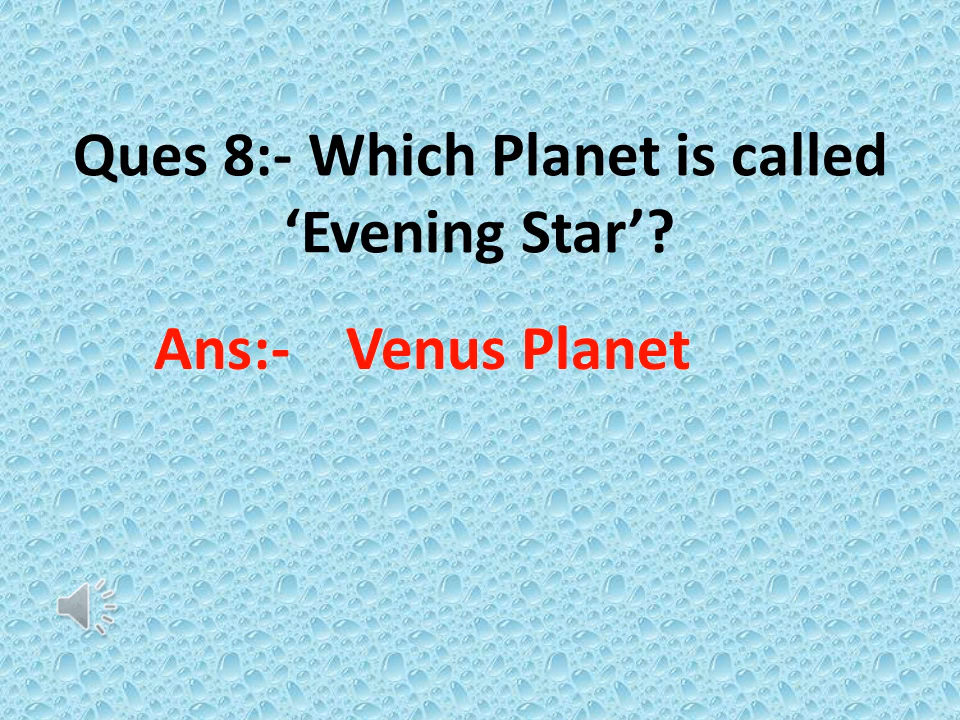 Ques 8:- Which Planet is called
‘Evening Star’?
Ans:- Venus Planet